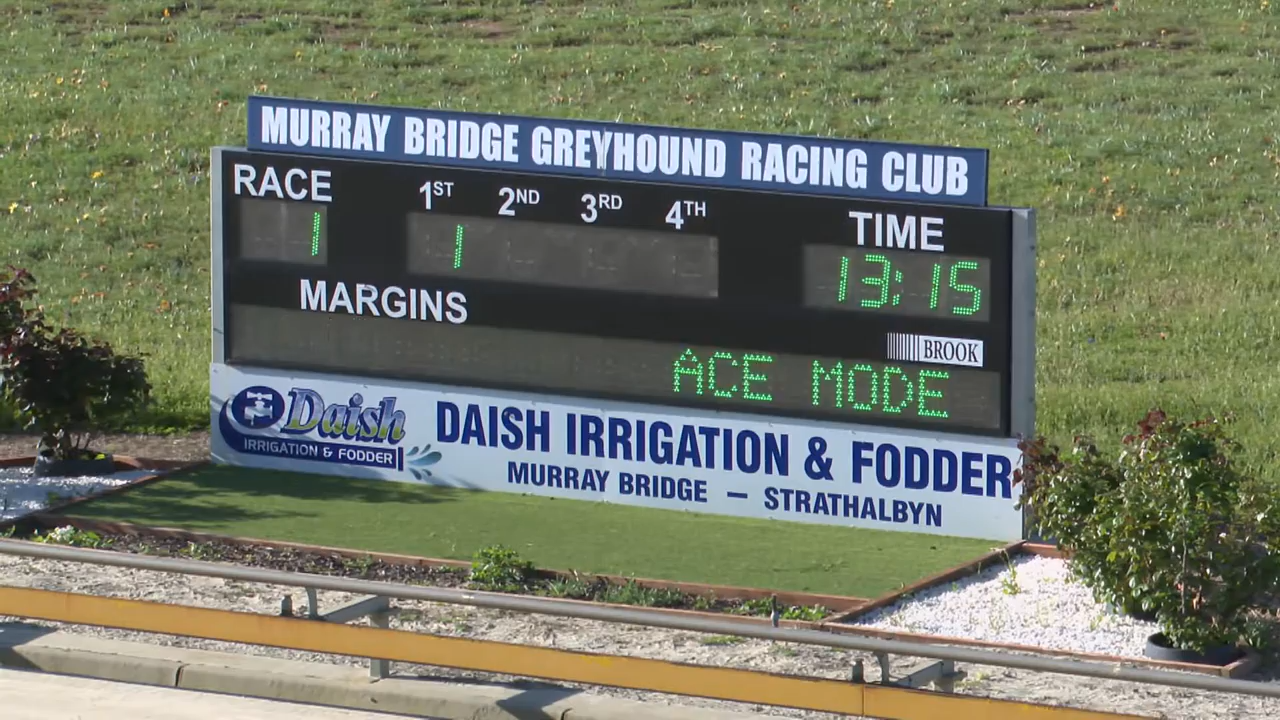 MURRAY BRIDGE GREYHOUND RACING CLUB
RACE 1ST 2ND 3RD 4TH TIME
1 1 13:15
MARGINS
BROOK
ACE MODE
Daish
IRRIGATION & FODDER
DAISH IRRIGATION & FODDER
MURRAY BRIDGE – STRATHALBYN